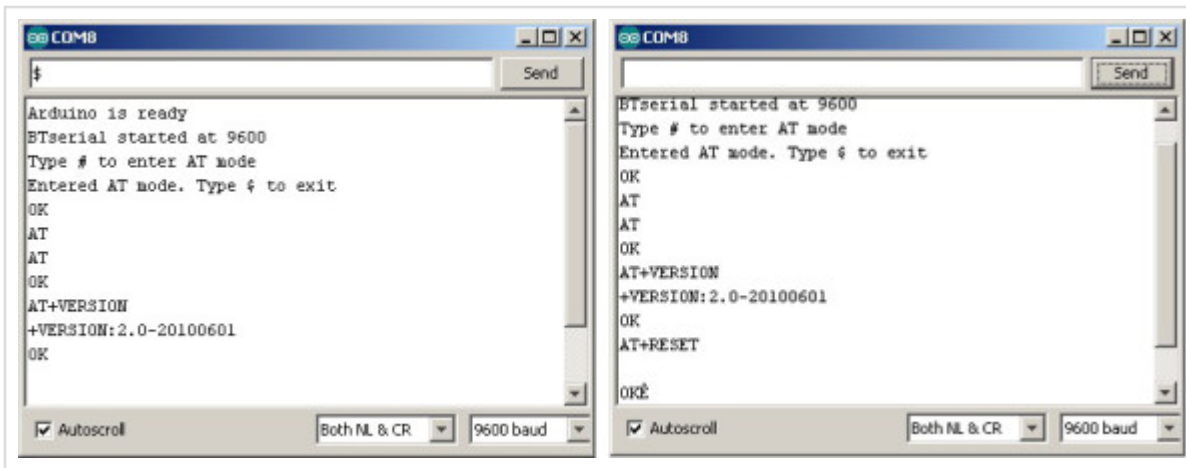 COM8
$
Send
Arduino is ready
BTserial started at 9600
Type # to enter AT mode
Entered AT mode. Type $ to exit
OK
AT
AT
OK
AT+VERSION
+VERSION:2.0-20100601
OK
Autoscroll
Both NL & CR
9600 baud
COM8
Send
BTserial started at 9600
Type # to enter AT mode
Entered AT mode. Type $ to exit
OK
AT
AT
OK
AT+VERSION
+VERSION:2.0-20100601
OK
AT+RESET
OKÊ
Autoscroll
Both NL & CR
9600 baud